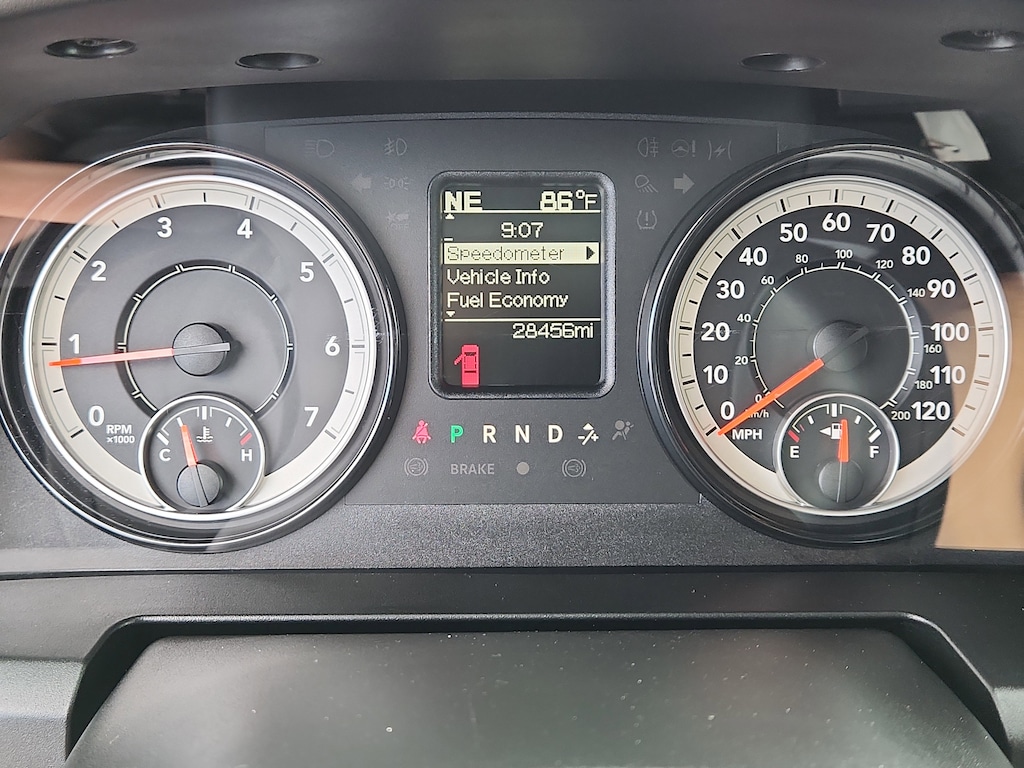 NE 86°F
9:07
Speedometer
Vehicle Info
Fuel Economy
28456mi
0 1 2 3 4 5 6 7
RPM
x1000
C H
P R N D
BRAKE
0 10 20 30 40 50 60 70 80 90 100 110 120
0 20 40 60 80 100 120 140 160 180 200
km/h
MPH
E F